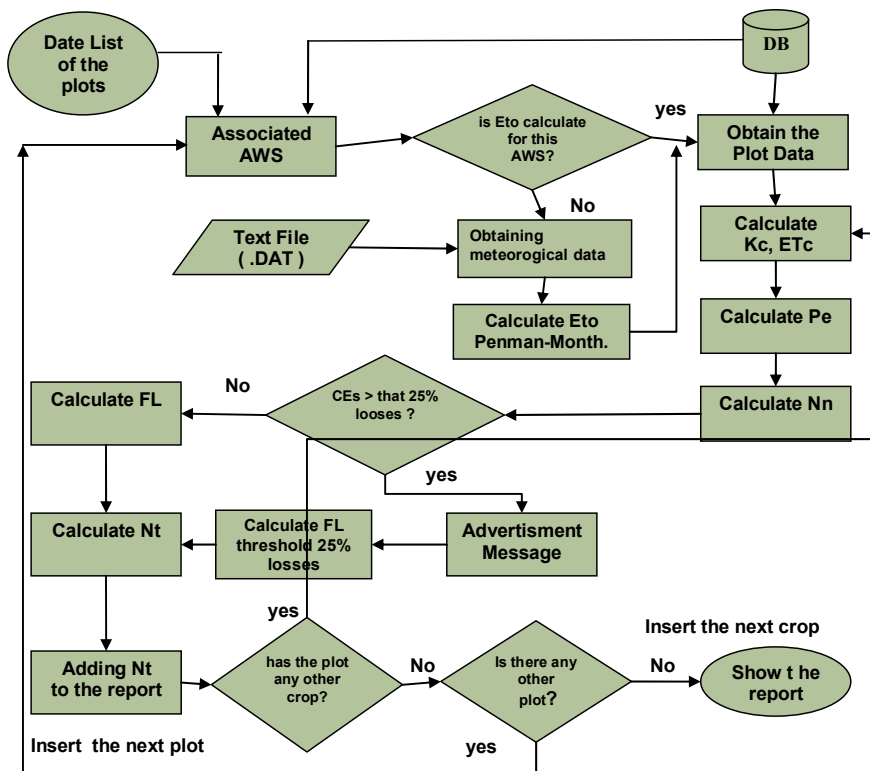 Date List
of the
plots
DB
Associated
AWS
is Eto calculate
for this
AWS?
yes
Obtain the
Plot Data
No
Text File
( .DAT )
Obtaining
meteorogical data
Calculate
Kc, ETc
Calculate Eto
Penman-Month.
Calculate Pe
Calculate FL
No
CEs > that 25%
looses ?
Calculate Nn
yes
Calculate Nt
Calculate FL
threshold 25%
losses
Advertisment
Message
yes
Insert the next crop
Adding Nt
to the report
has the plot
any other
crop?
No
Is there any
other
plot?
No
Show t he
report
Insert the next plot
yes